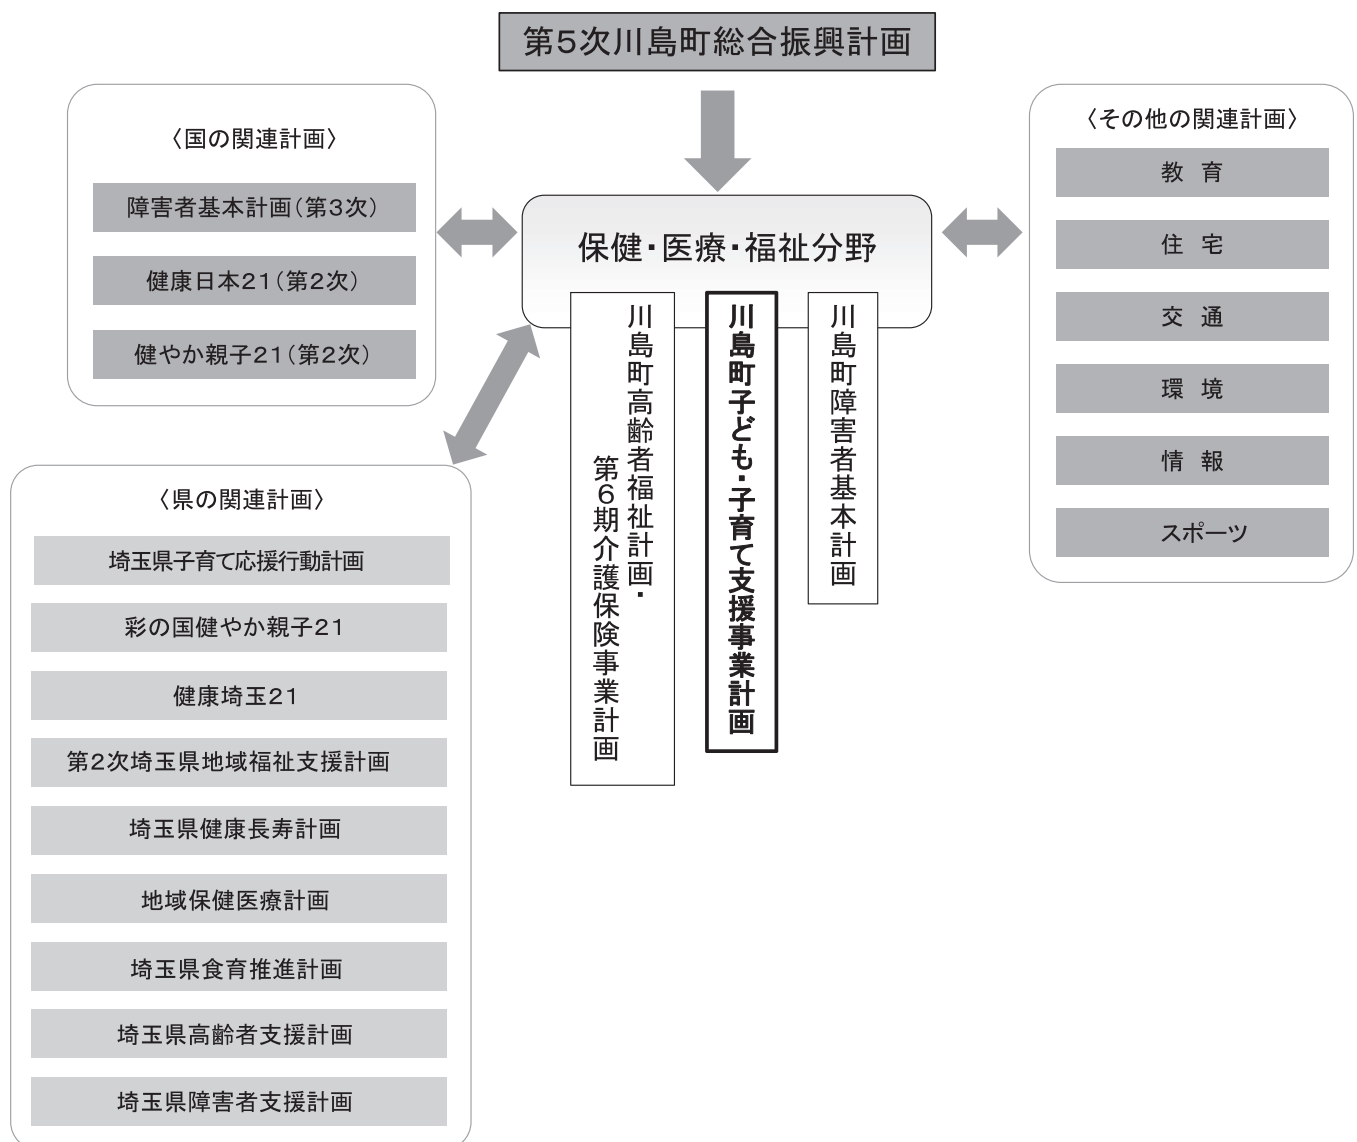 第5次川島町総合振興計画
〈国の関連計画〉
障害者基本計画(第3次)
健康日本21(第2次)
健やか親子21(第2次)
〈その他の関連計画〉
教 育
住 宅
交 通
環 境
情 報
スポーツ
保健・医療・福祉分野
川島町高齢者福祉計画・
第6期介護保険事業計画
川島町子ども・子育て支援事業計画
川島町障害者基本計画
〈県の関連計画〉
埼玉県子育て応援行動計画
彩の国健やか親子21
健康埼玉21
第2次埼玉県地域福祉支援計画
埼玉県健康長寿計画
地域保健医療計画
埼玉県食育推進計画
埼玉県高齢者支援計画
埼玉県障害者支援計画